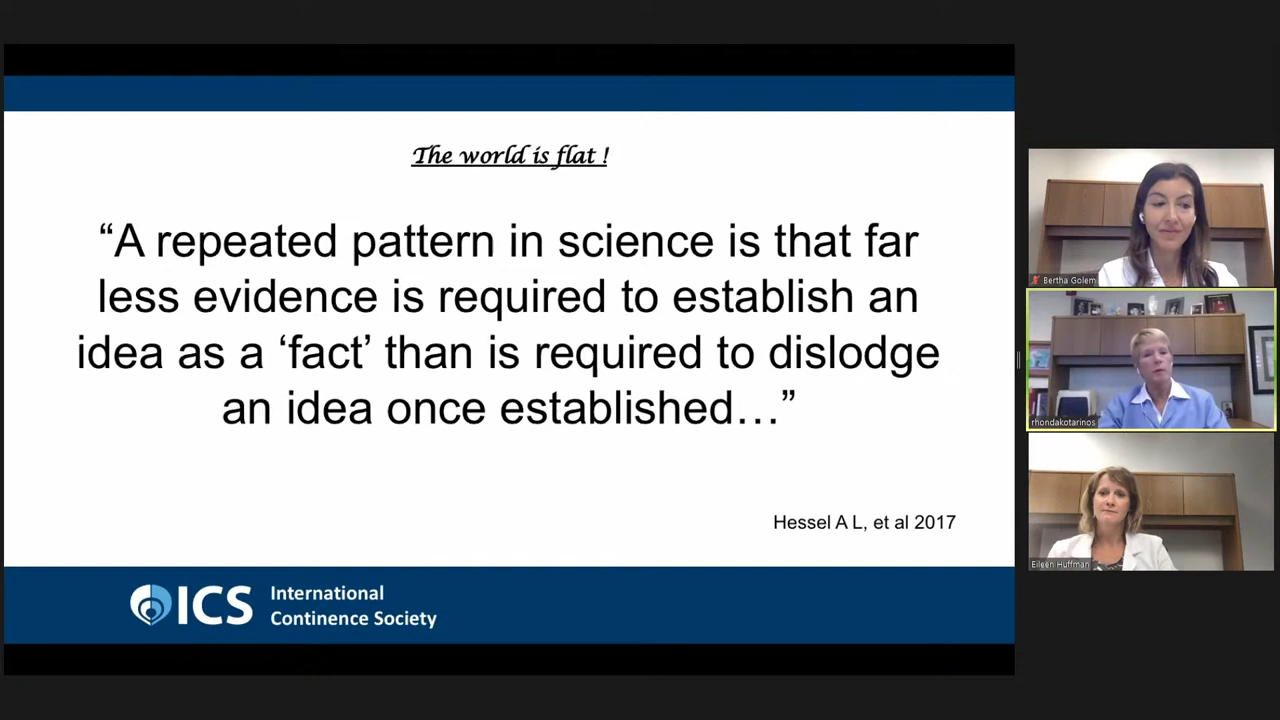 The world is flat !
“A repeated pattern in science is that far
less evidence is required to establish an
idea as a ‘fact’ than is required to dislodge
an idea once established…”
Hessel A L, et al 2017
ICS
International
Continence Society
Bertha Golem
rhondakotarinos
Eileen Huffman